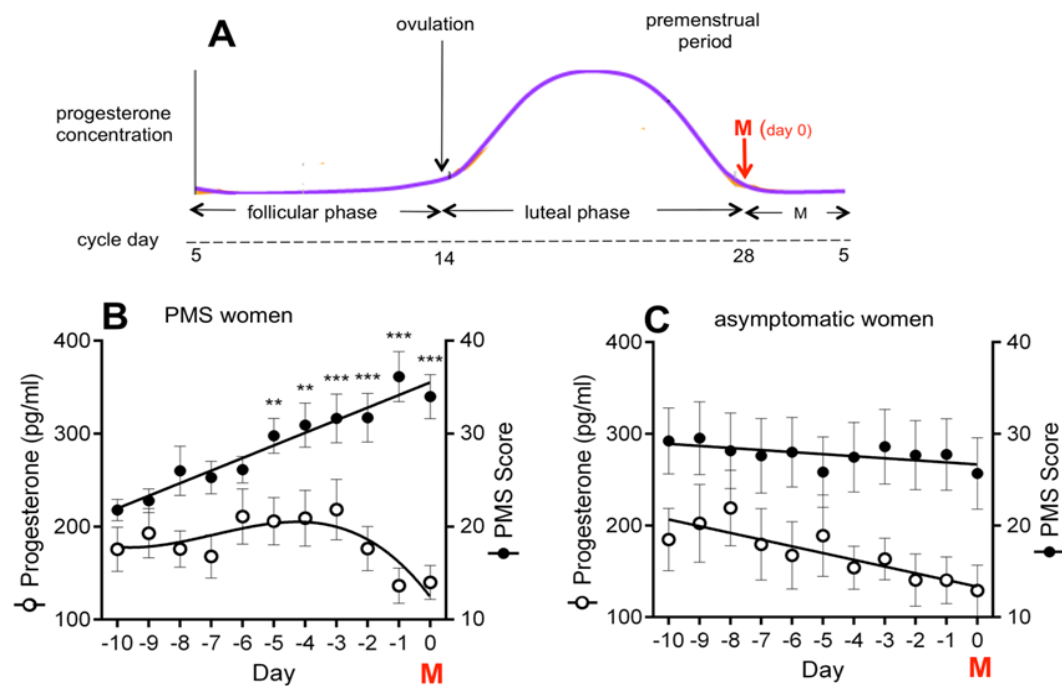 A
ovulation
premenstrual
period
progesterone
concentration
M (day 0)
follicular phase
luteal phase
M
cycle day
5
14
28
5
B
PMS women
400
300
200
100
Progesterone (pg/ml)
40
30
20
10
PMS Score
**
**
***
***
***
***
-10 -9 -8 -7 -6 -5 -4 -3 -2 -1 0
Day
M
C
asymptomatic women
400
300
200
100
Progesterone (pg/ml)
40
30
20
10
PMS Score
-10 -9 -8 -7 -6 -5 -4 -3 -2 -1 0
Day
M